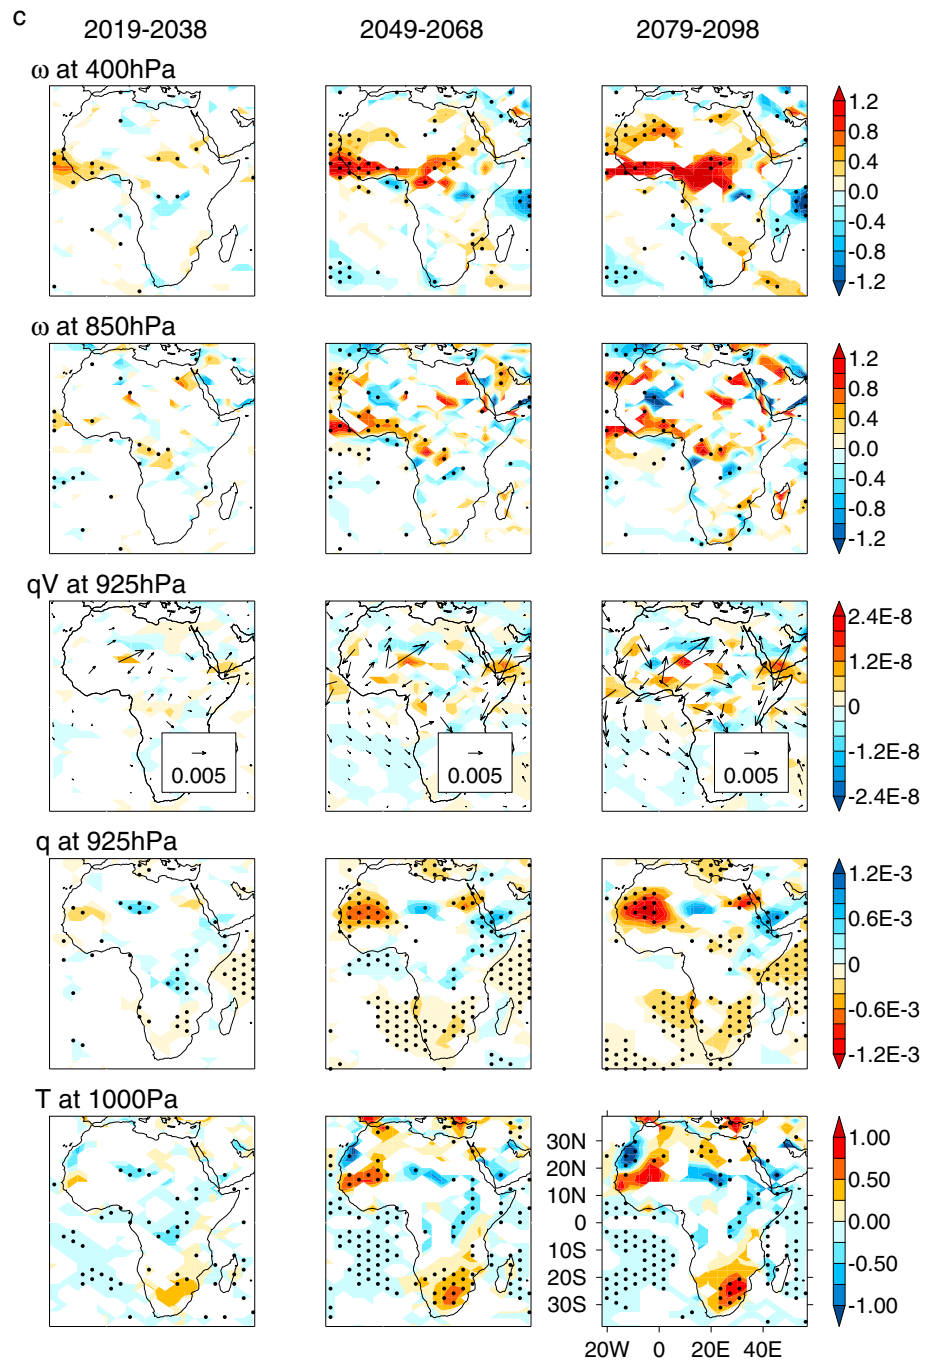 c
2019-2038 2049-2068 2079-2098
ω at 400hPa
1.2
0.8
0.4
0.0
-0.4
-0.8
-1.2
ω at 850hPa
1.2
0.8
0.4
0.0
-0.4
-0.8
-1.2
qV at 925hPa
2.4E-8
1.2E-8
0
-1.2E-8
-2.4E-8
0.005 0.005 0.005
q at 925hPa
1.2E-3
0.6E-3
0
-0.6E-3
-1.2E-3
T at 1000Pa
30N
20N
10N
0
10S
20S
30S
20W 0 20E 40E
1.00
0.50
0.00
-0.50
-1.00